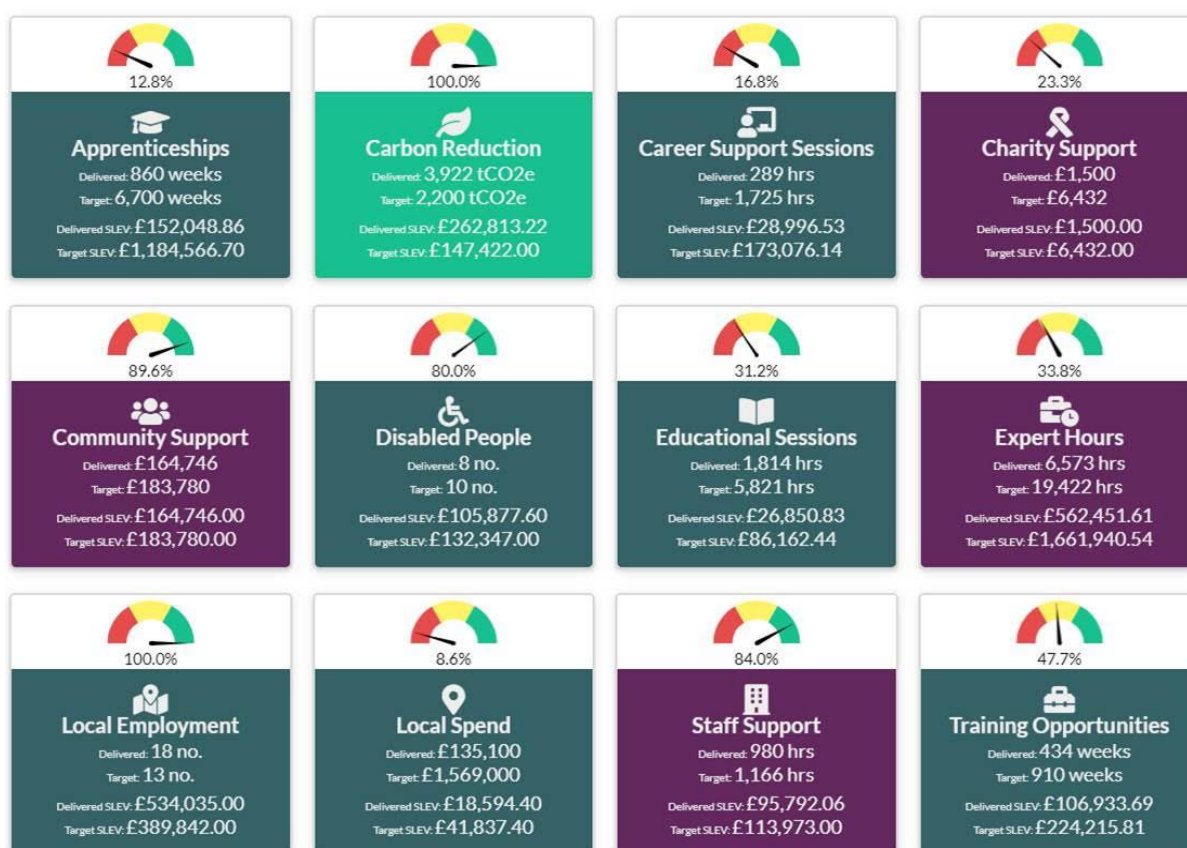 12.8%
Apprenticeships
Delivered: 860 weeks
Target: 6,700 weeks
Delivered SLEV: £152,048.86
Target SLEV: £1,184,566.70
100.0%
Carbon Reduction
Delivered: 3,922 tCO2e
Target: 2,200 tCO2e
Delivered SLEV: £262,813.22
Target SLEV: £147,422.00
16.8%
Career Support Sessions
Delivered: 289 hrs
Target: 1,725 hrs
Delivered SLEV: £28,996.53
Target SLEV: £173,076.14
23.3%
Charity Support
Delivered: £1,500
Target: £6,432
Delivered SLEV: £1,500.00
Target SLEV: £6,432.00
89.6%
Community Support
Delivered: £164,746
Target: £183,780
Delivered SLEV: £164,746.00
Target SLEV: £183,780.00
80.0%
Disabled People
Delivered: 8 no.
Target: 10 no.
Delivered SLEV: £105,877.60
Target SLEV: £132,347.00
31.2%
Educational Sessions
Delivered: 1,814 hrs
Target: 5,821 hrs
Delivered SLEV: £26,850.83
Target SLEV: £86,162.44
33.8%
Expert Hours
Delivered: 6,573 hrs
Target: 19,422 hrs
Delivered SLEV: £562,451.61
Target SLEV: £1,661,940.54
100.0%
Local Employment
Delivered: 18 no.
Target: 13 no.
Delivered SLEV: £534,035.00
Target SLEV: £389,842.00
8.6%
Local Spend
Delivered: £135,100
Target: £1,569,000
Delivered SLEV: £18,594.40
Target SLEV: £41,837.40
84.0%
Staff Support
Delivered: 980 hrs
Target: 1,166 hrs
Delivered SLEV: £95,792.06
Target SLEV: £113,973.00
47.7%
Training Opportunities
Delivered: 434 weeks
Target: 910 weeks
Delivered SLEV: £106,933.69
Target SLEV: £224,215.81